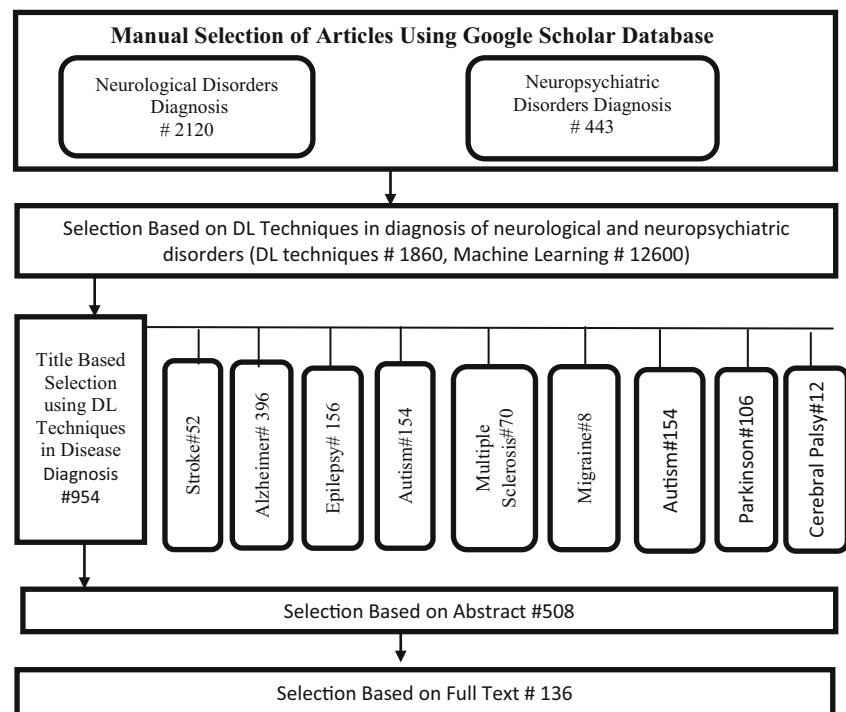 Manual Selection of Articles Using Google Scholar Database
Neurological Disorders
Diagnosis
# 2120
Neuropsychiatric
Disorders Diagnosis
# 443
Selection Based on DL Techniques in diagnosis of neurological and neuropsychiatric
disorders (DL techniques # 1860, Machine Learning # 12600)
Title Based
Selection
using DL
Techniques
in Disease
Diagnosis
#954
Stroke#52
Alzheimer# 396
Epilepsy# 156
Autism#154
Multiple
Sclerosis#70
Migraine#8
Autism#154
Parkinson#106
Cerebral Palsy#12
Selection Based on Abstract #508
Selection Based on Full Text # 136